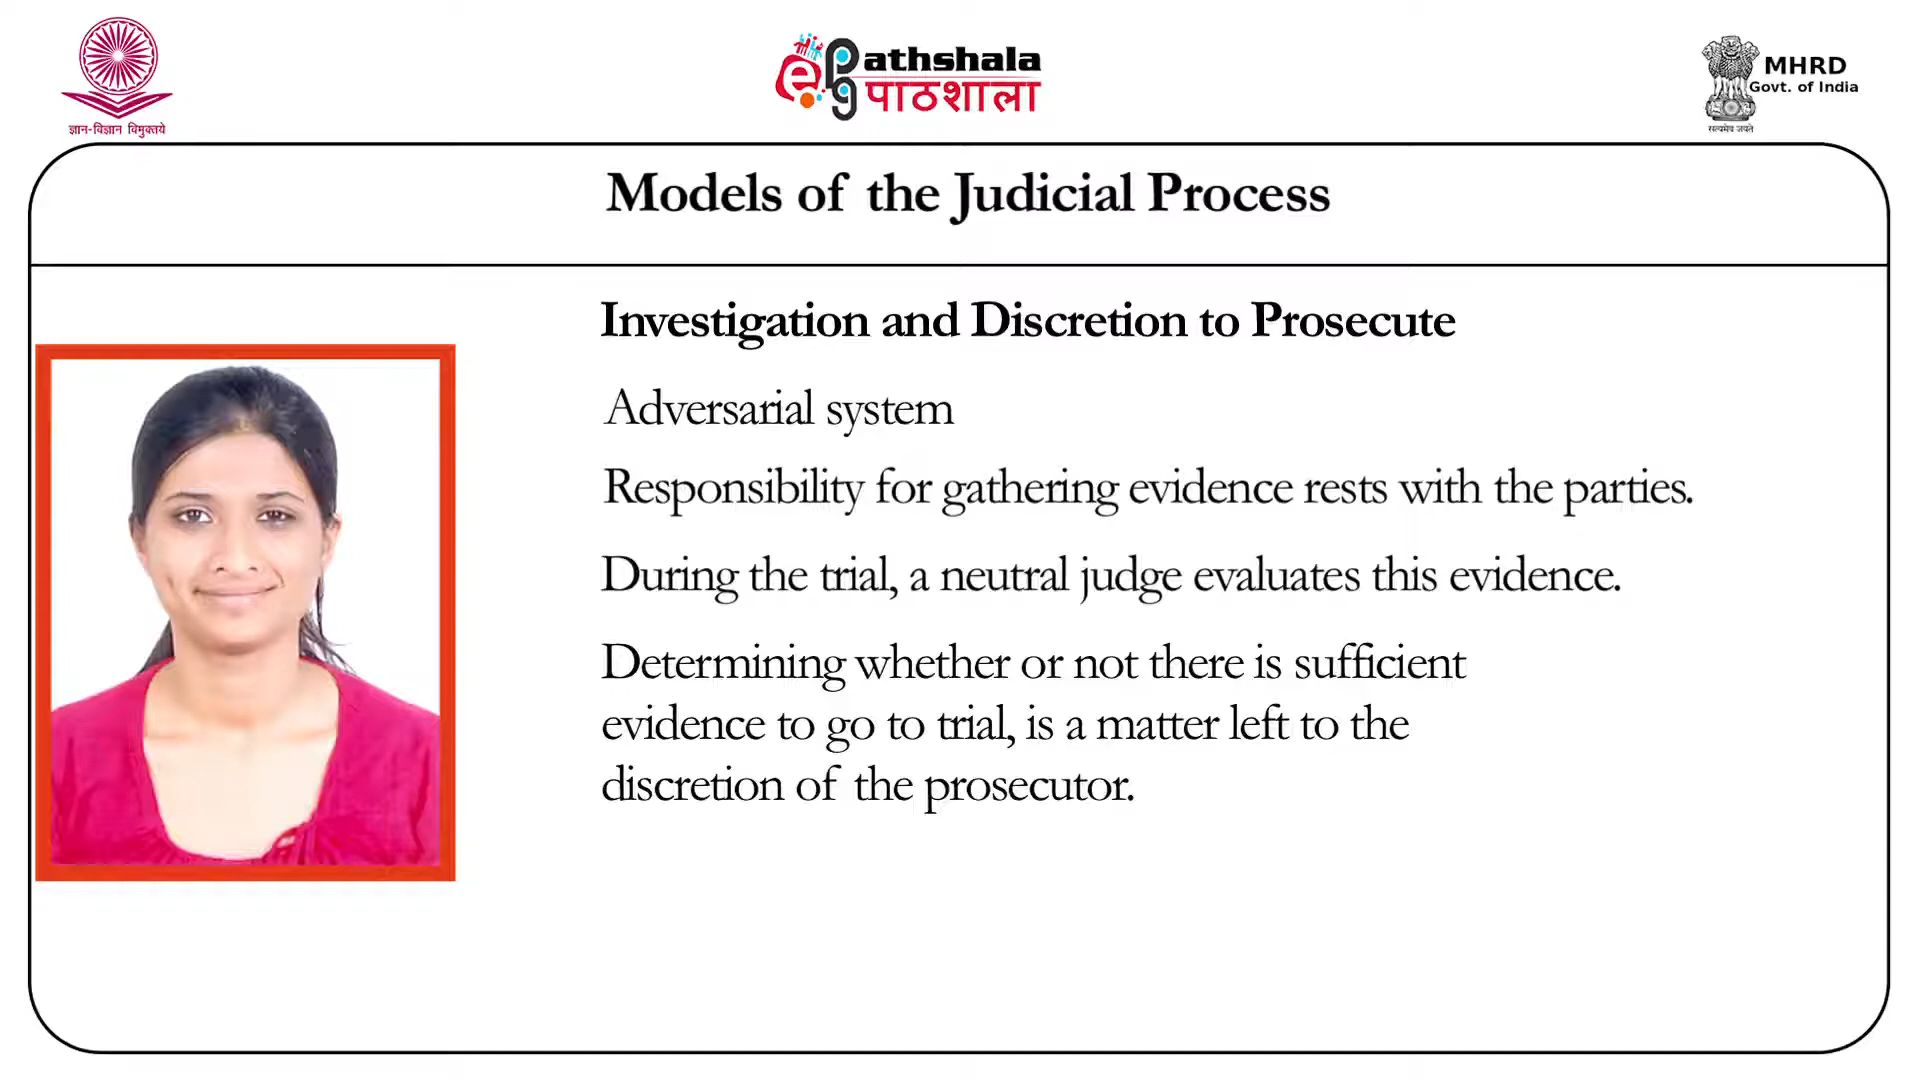 ज्ञान-विज्ञान विमुक्तये
ePathshala
पाठशाला
MHRD
Govt. of India
सत्यमेव जयते
Models of the Judicial Process
Investigation and Discretion to Prosecute
Adversarial system
Responsibility for gathering evidence rests with the parties.
During the trial, a neutral judge evaluates this evidence.
Determining whether or not there is sufficient
evidence to go to trial, is a matter left to the
discretion of the prosecutor.